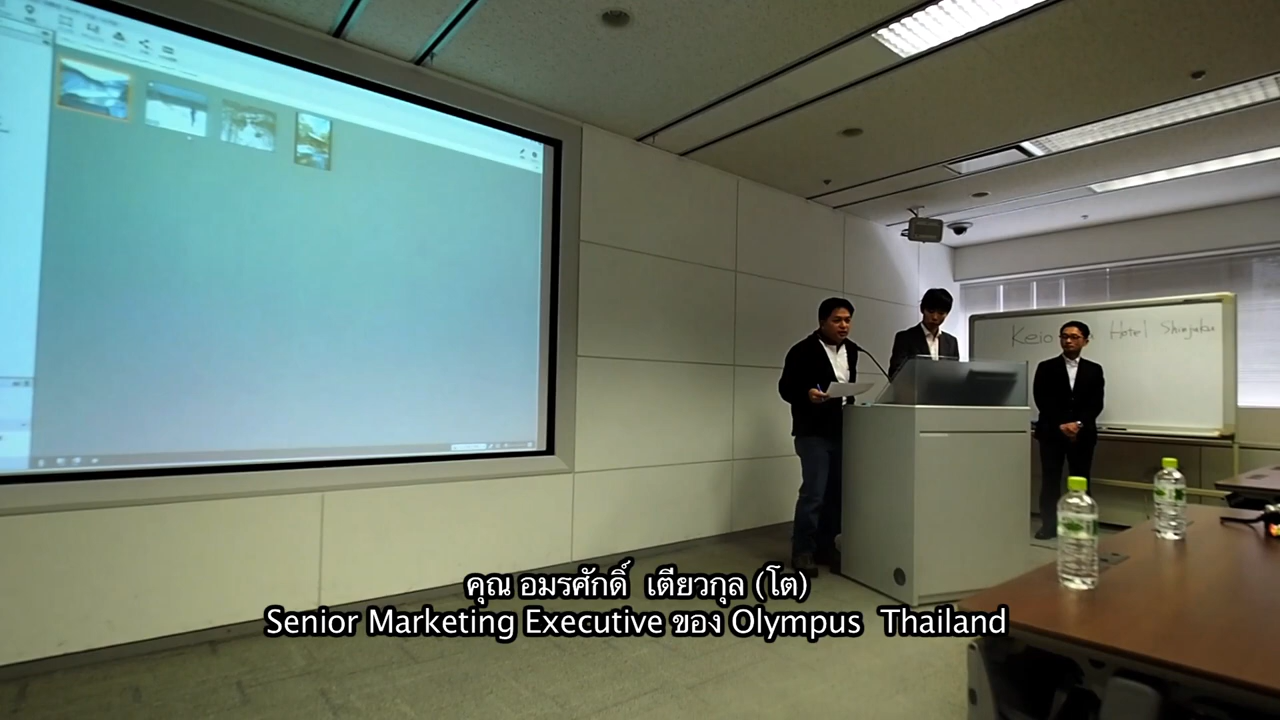 Keio Hotel Shinjuku
คุณ อมรศักดิ์ เตียวกุล (โต)
Senior Marketing Executive ของ Olympus Thailand